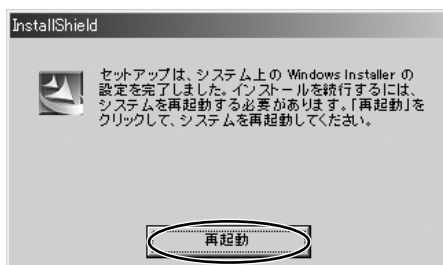 InstallShield
セットアップは、システム上の Windows Installer の
設定を完了しました。インストールを続行するには、
システムを再起動する必要があります。「再起動」を
クリックして、システムを再起動してください。
再起動